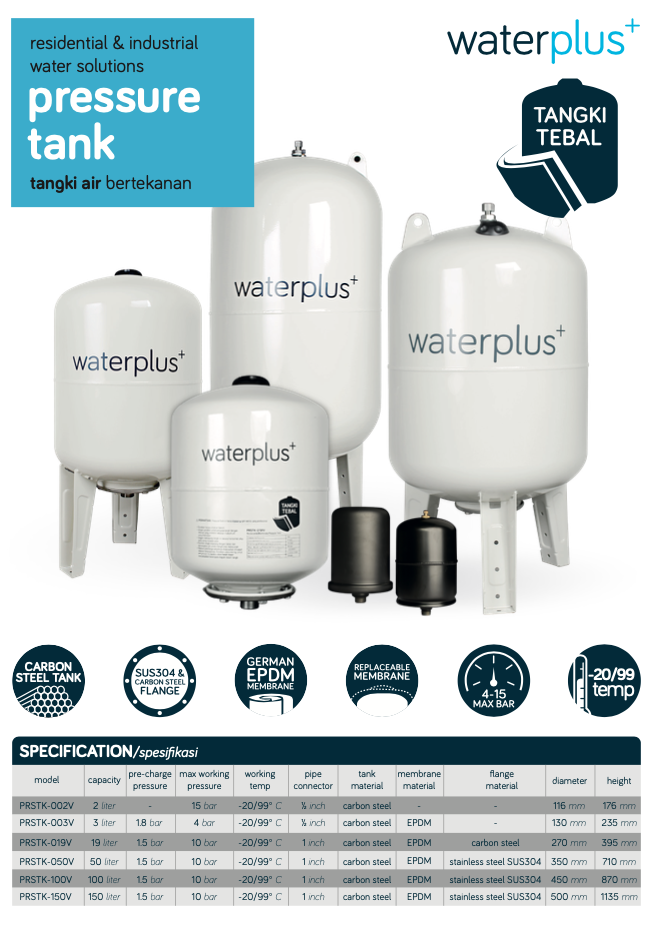 residential & industrial
water solutions
pressure
tank
tangki air bertekanan
waterplus+
TANGKI
TEBAL
waterplus+
waterplus+
waterplus+
waterplus+
TANGKI
TEBAL
CARBON
STEEL TANK
SUS304 &
CARBON STEEL
FLANGE
GERMAN
EPDM
MEMBRANE
REPLACEABLE
MEMBRANE
4-15
MAX BAR
-20/99
temp
SPECIFICATION/spesifikasi
model capacity pre-charge pressure max working pressure working temp pipe connector tank material membrane material flange material diameter height
PRSTK-002V 2 liter - 15 bar -20/99° C ½ inch carbon steel - - 116 mm 176 mm
PRSTK-003V 3 liter 1.8 bar 4 bar -20/99° C ½ inch carbon steel EPDM - 130 mm 235 mm
PRSTK-019V 19 liter 1.5 bar 10 bar -20/99° C 1 inch carbon steel EPDM carbon steel 270 mm 395 mm
PRSTK-050V 50 liter 1.5 bar 10 bar -20/99° C 1 inch carbon steel EPDM stainless steel SUS304 350 mm 710 mm
PRSTK-100V 100 liter 1.5 bar 10 bar -20/99° C 1 inch carbon steel EPDM stainless steel SUS304 450 mm 870 mm
PRSTK-150V 150 liter 1.5 bar 10 bar -20/99° C 1 inch carbon steel EPDM stainless steel SUS304 500 mm 1135 mm